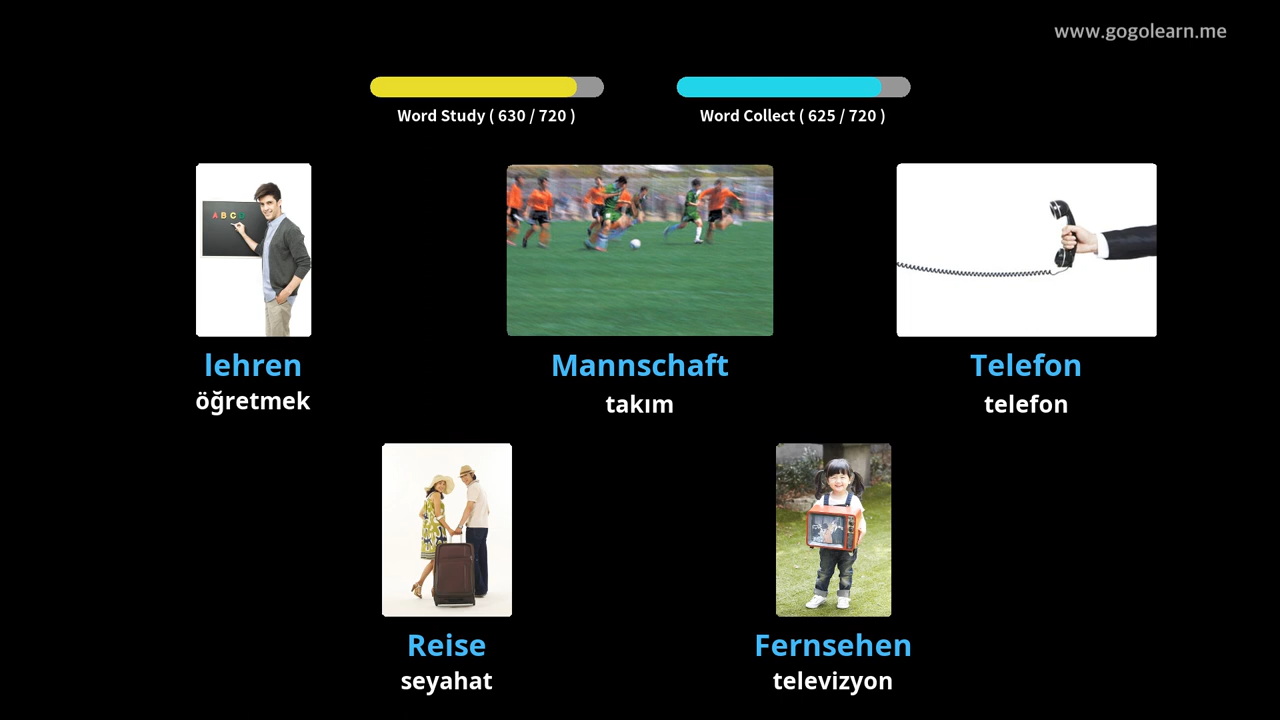 www.gogolearn.me
Word Study ( 630 / 720 )
Word Collect ( 625 / 720 )
A B C D
lehren
öğretmek
Mannschaft
takım
Telefon
telefon
Reise
seyahat
Fernsehen
televizyon